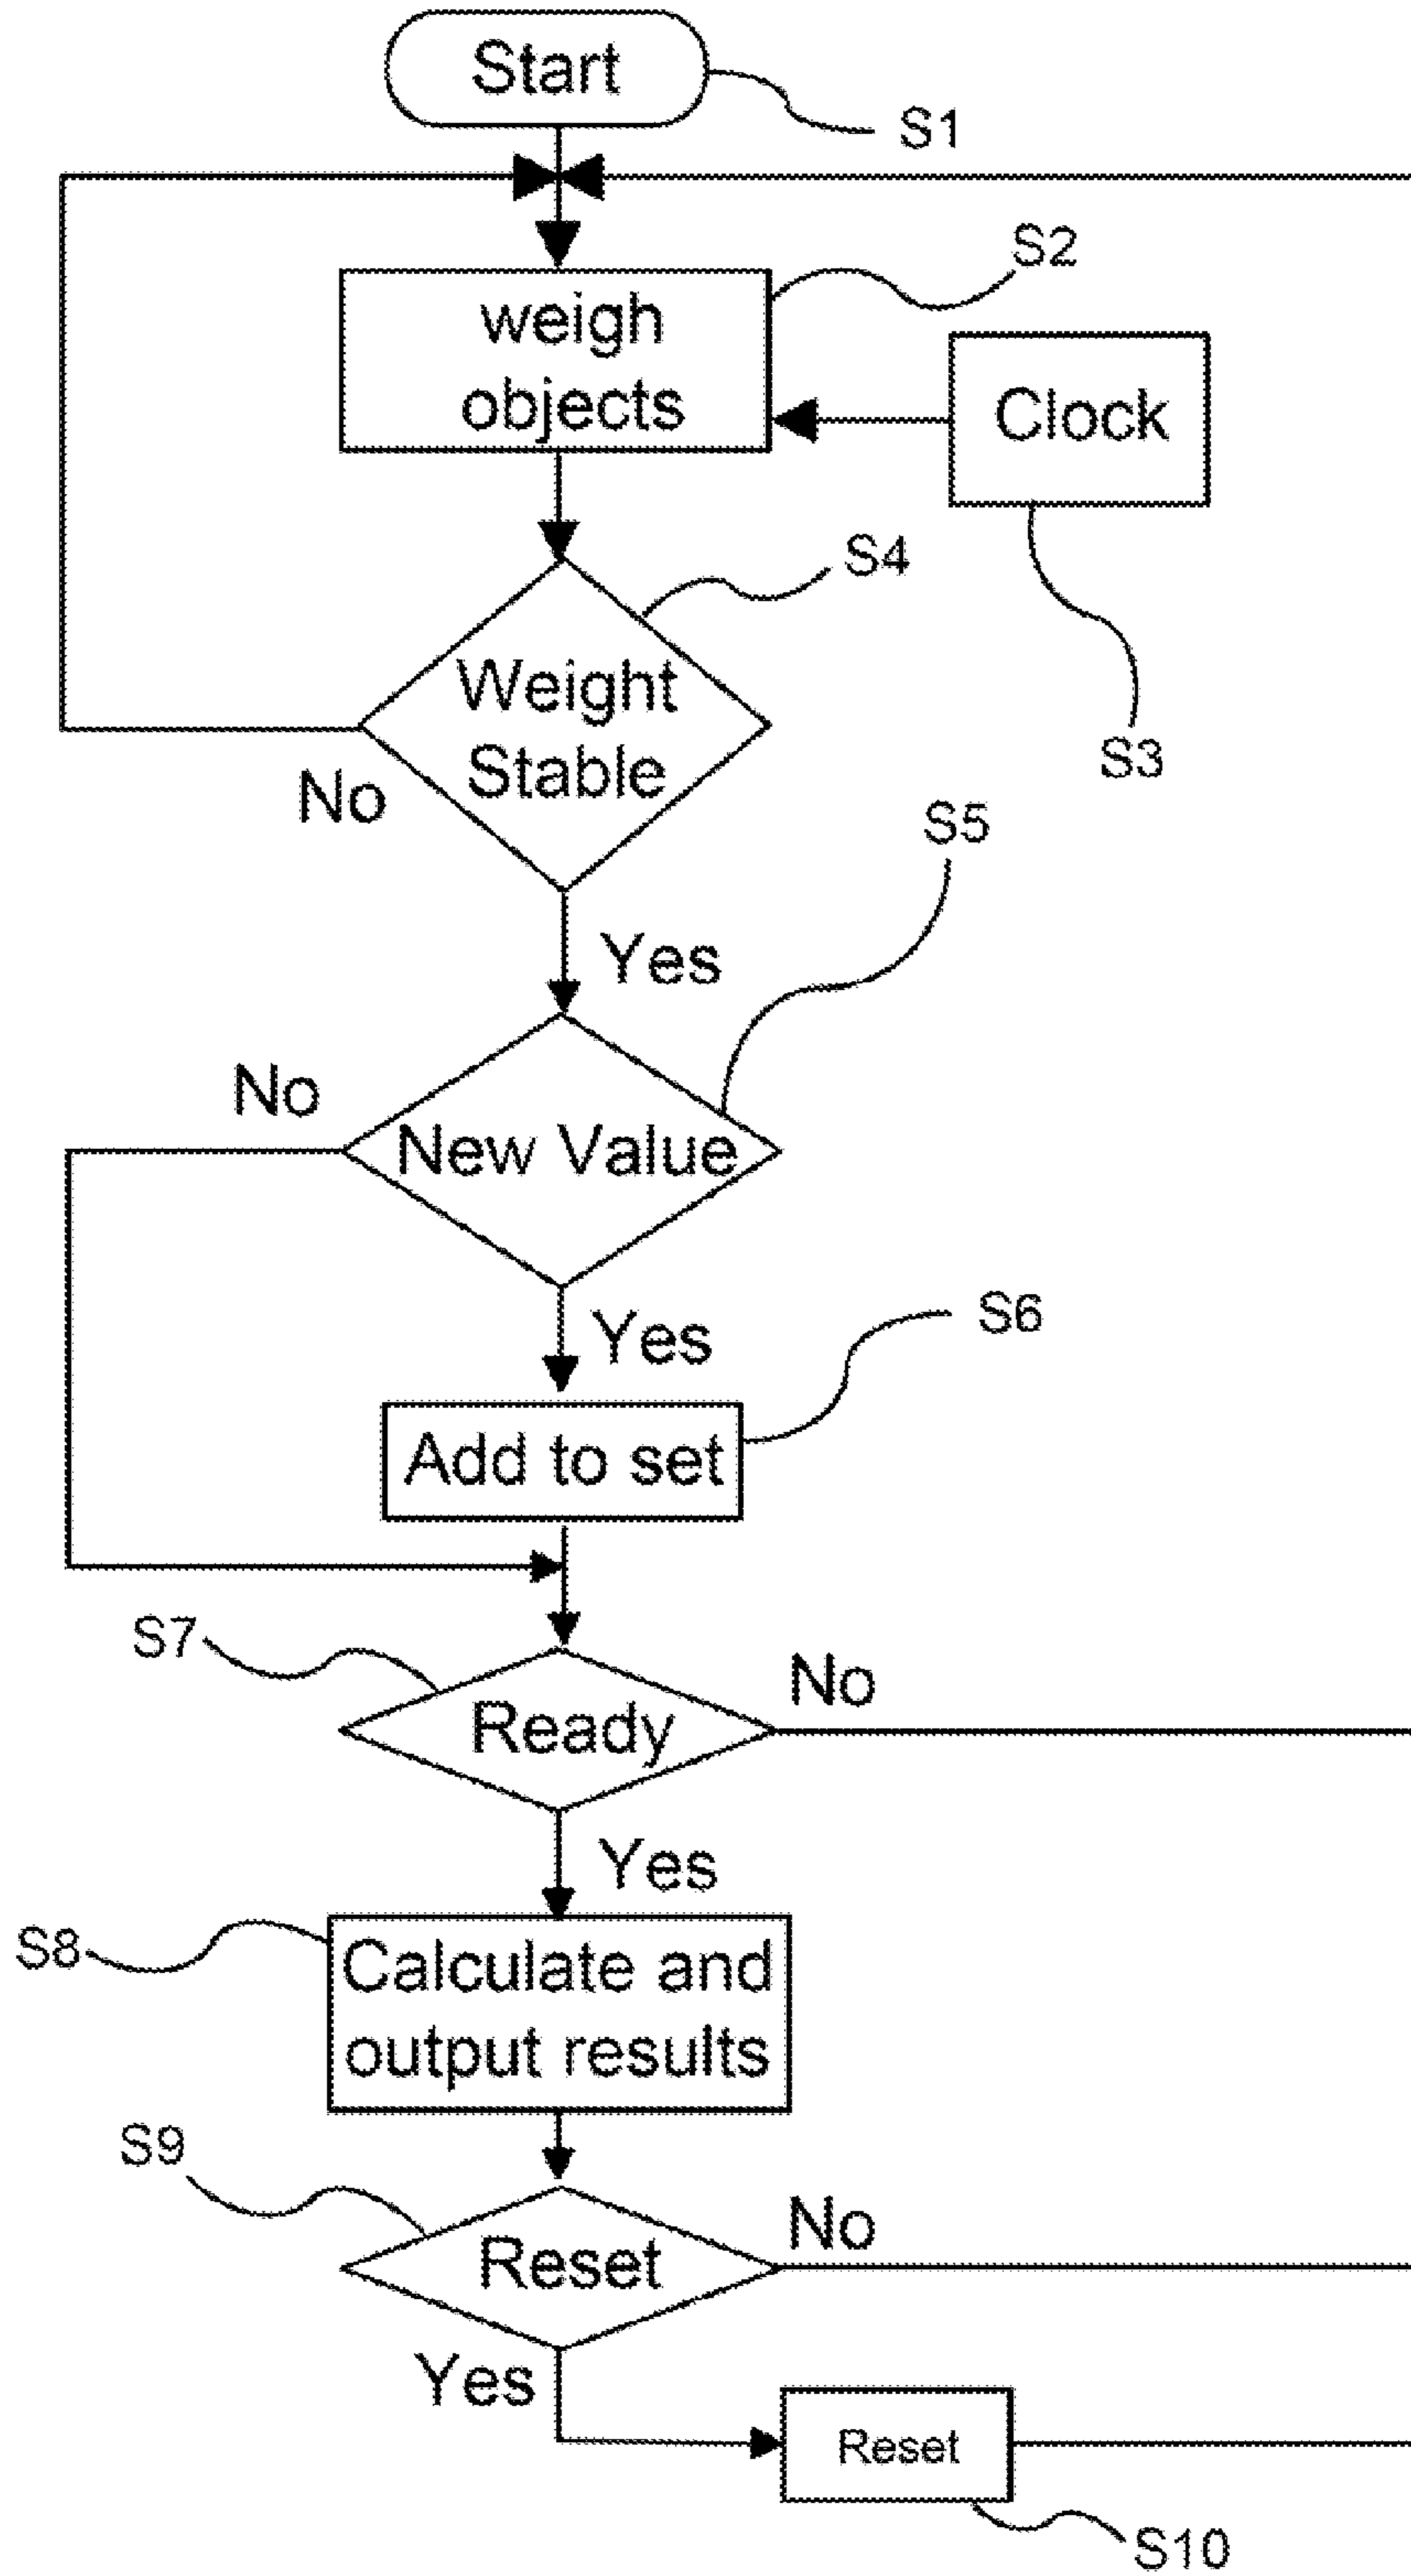 Start
S1
S2
weigh
objects
Clock
S4
Weight
Stable
S3
No
S5
Yes
No
New Value
S6
Yes
Add to set
S7
No
Ready
Yes
S8
Calculate and
output results
S9
No
Reset
Yes
Reset
S10